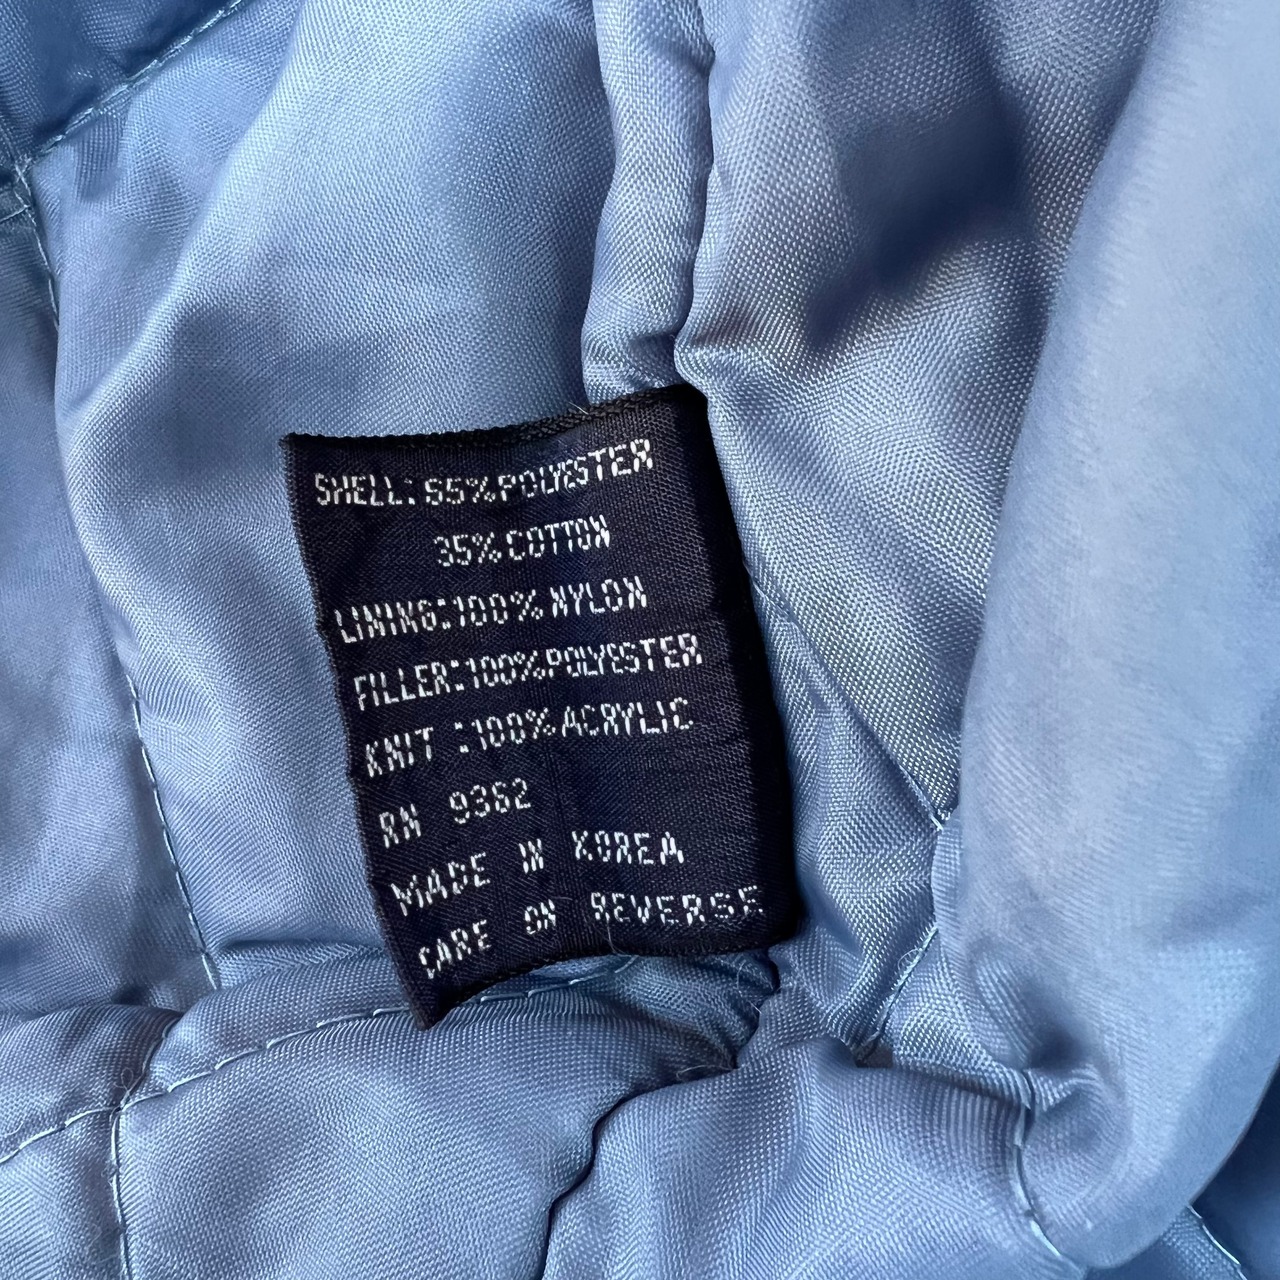 SHELL: 65% POLYESTER
35% COTTON
LINING: 100% NYLON
FILLER: 100% POLYESTER
KNIT : 100% ACRYLIC
RN 9362
MADE IN KOREA
CARE ON REVERSE